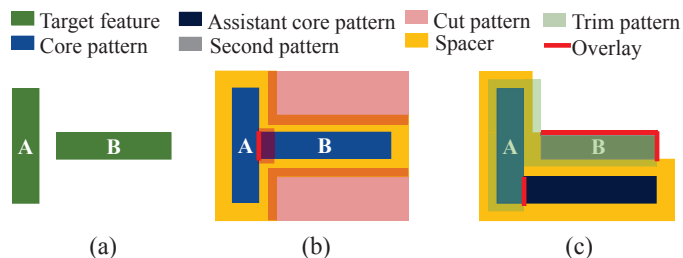 Target feature Assistant core pattern Cut pattern Trim pattern
Core pattern Second pattern Spacer Overlay
A B A B A B
(a) (b) (c)